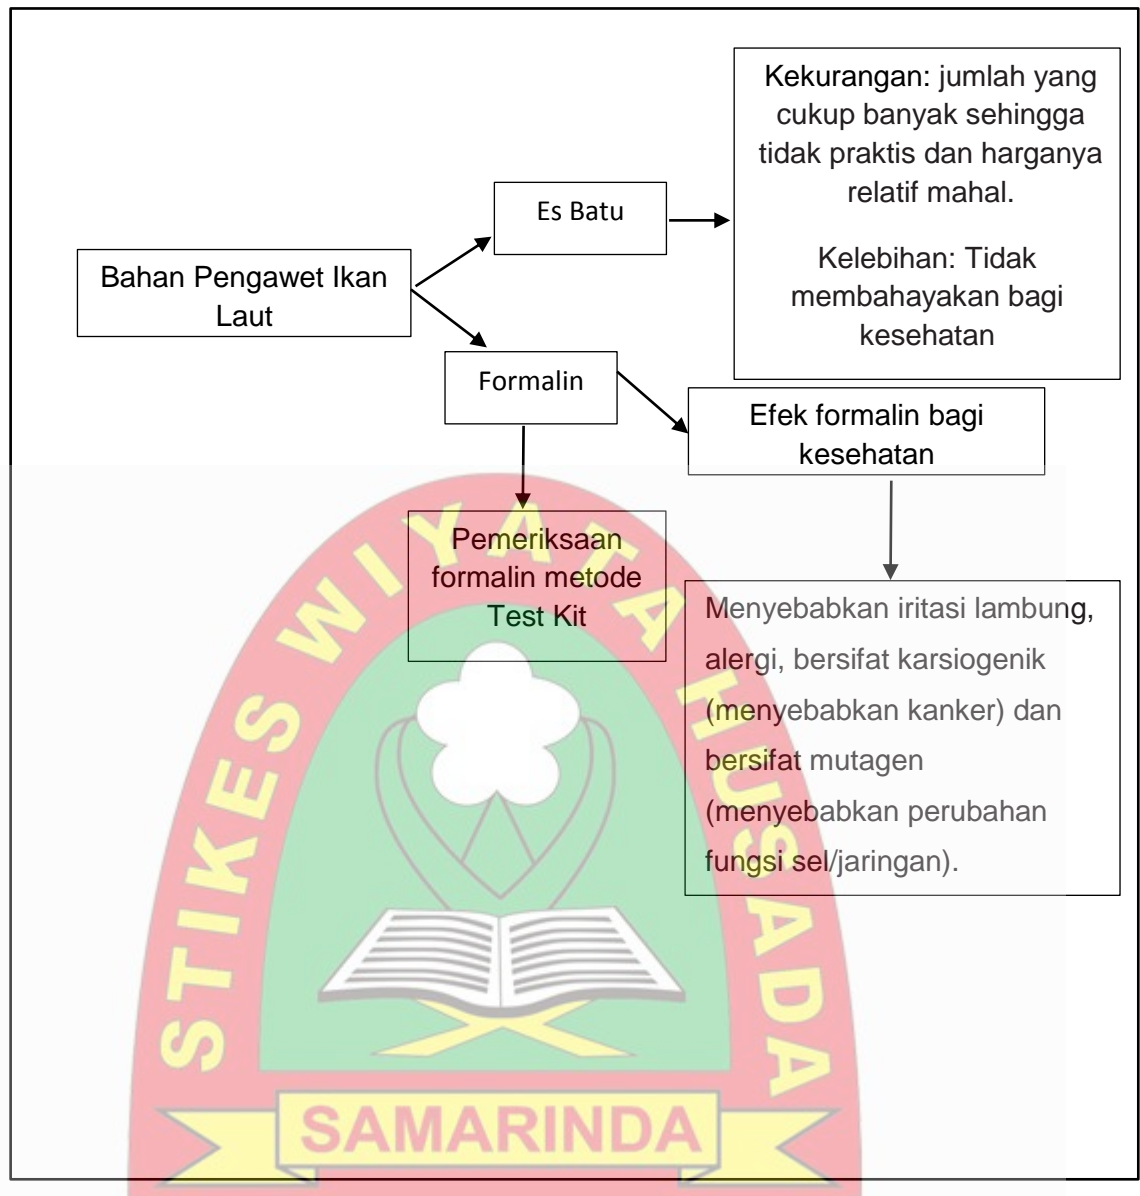 Kekurangan: jumlah yang
cukup banyak sehingga
tidak praktis dan harganya
relatif mahal.
Kelebihan: Tidak
membahayakan bagi
kesehatan
Es Batu
Bahan Pengawet Ikan
Laut
Formalin
Efek formalin bagi
kesehatan
Pemeriksaan
formalin metode
Test Kit
Menyebabkan iritasi lambung,
alergi, bersifat karsiogenik
(menyebabkan kanker) dan
bersifat mutagen
(menyebabkan perubahan
fungsi sel/jaringan).
STIKES WIYATA HUSADA
SAMARINDA